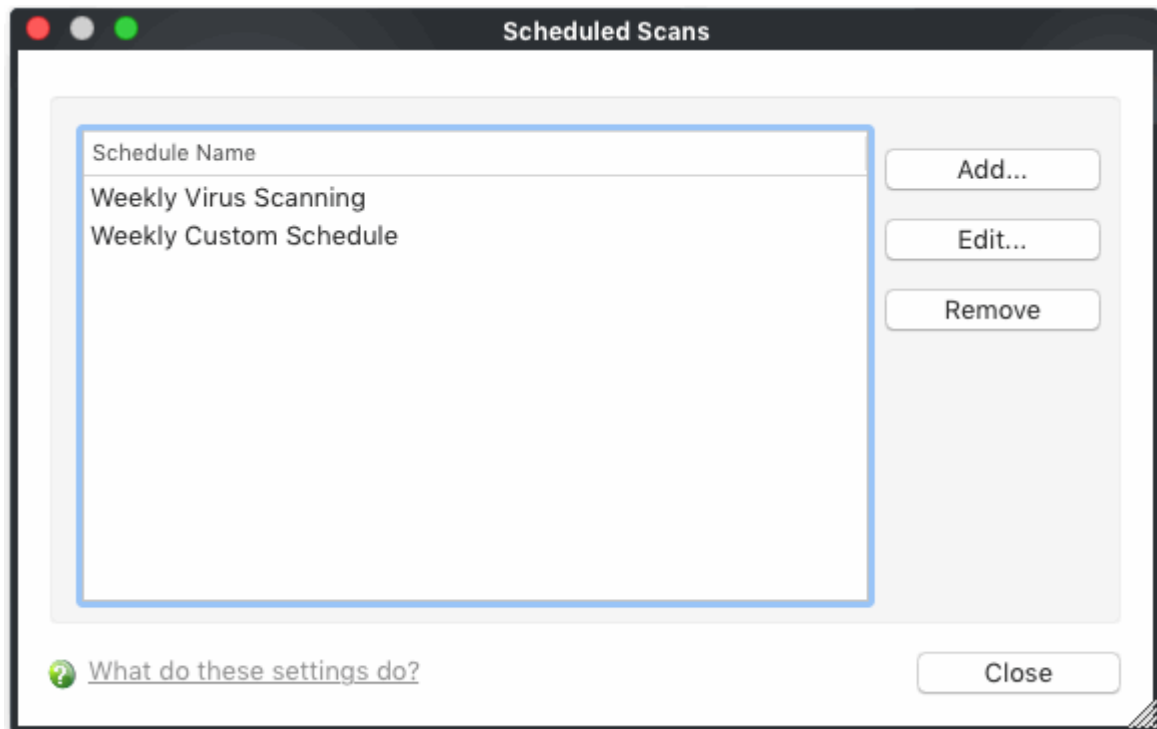 Scheduled Scans
Schedule Name
Weekly Virus Scanning
Weekly Custom Schedule
Add...
Edit...
Remove
What do these settings do?
Close